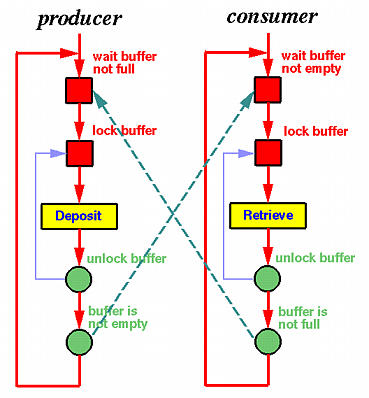 producer
wait buffer
not full
lock buffer
Deposit
unlock buffer
buffer is
not empty
consumer
wait buffer
not empty
lock buffer
Retrieve
unlock buffer
buffer is
not full